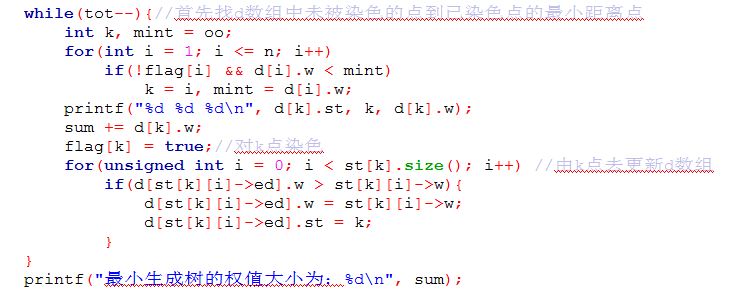 while(tot--){//首先找d数组中未被染色的点到已染色点的最小距离点
int k, mint = oo;
for(int i = 1; i <= n; i++)
if(!flag[i] && d[i].w < mint)
k = i, mint = d[i].w;
printf("%d %d %d\n", d[k].st, k, d[k].w);
sum += d[k].w;
flag[k] = true;//对k点染色
for(unsigned int i = 0; i < st[k].size(); i++) //由k点去更新d数组
if(d[st[k][i]->ed].w > st[k][i]->w){
d[st[k][i]->ed].w = st[k][i]->w;
d[st[k][i]->ed].st = k;
}
}
printf("最小生成树的权值大小为：%d\n", sum);